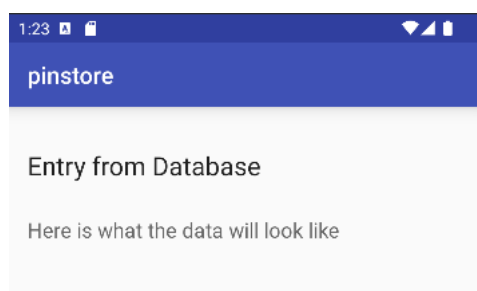 1:23
pinstore
Entry from Database
Here is what the data will look like